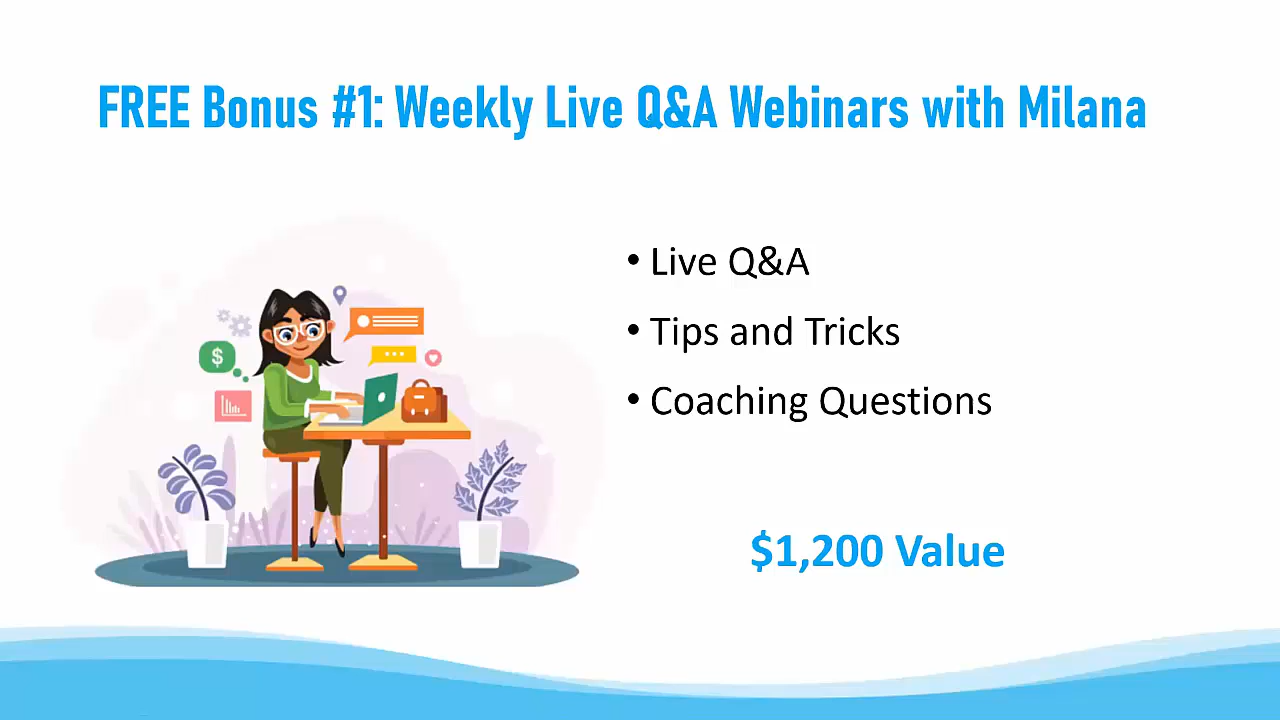 FREE Bonus #1: Weekly Live Q&A Webinars with Milana
• Live Q&A
• Tips and Tricks
• Coaching Questions
$
$1,200 Value